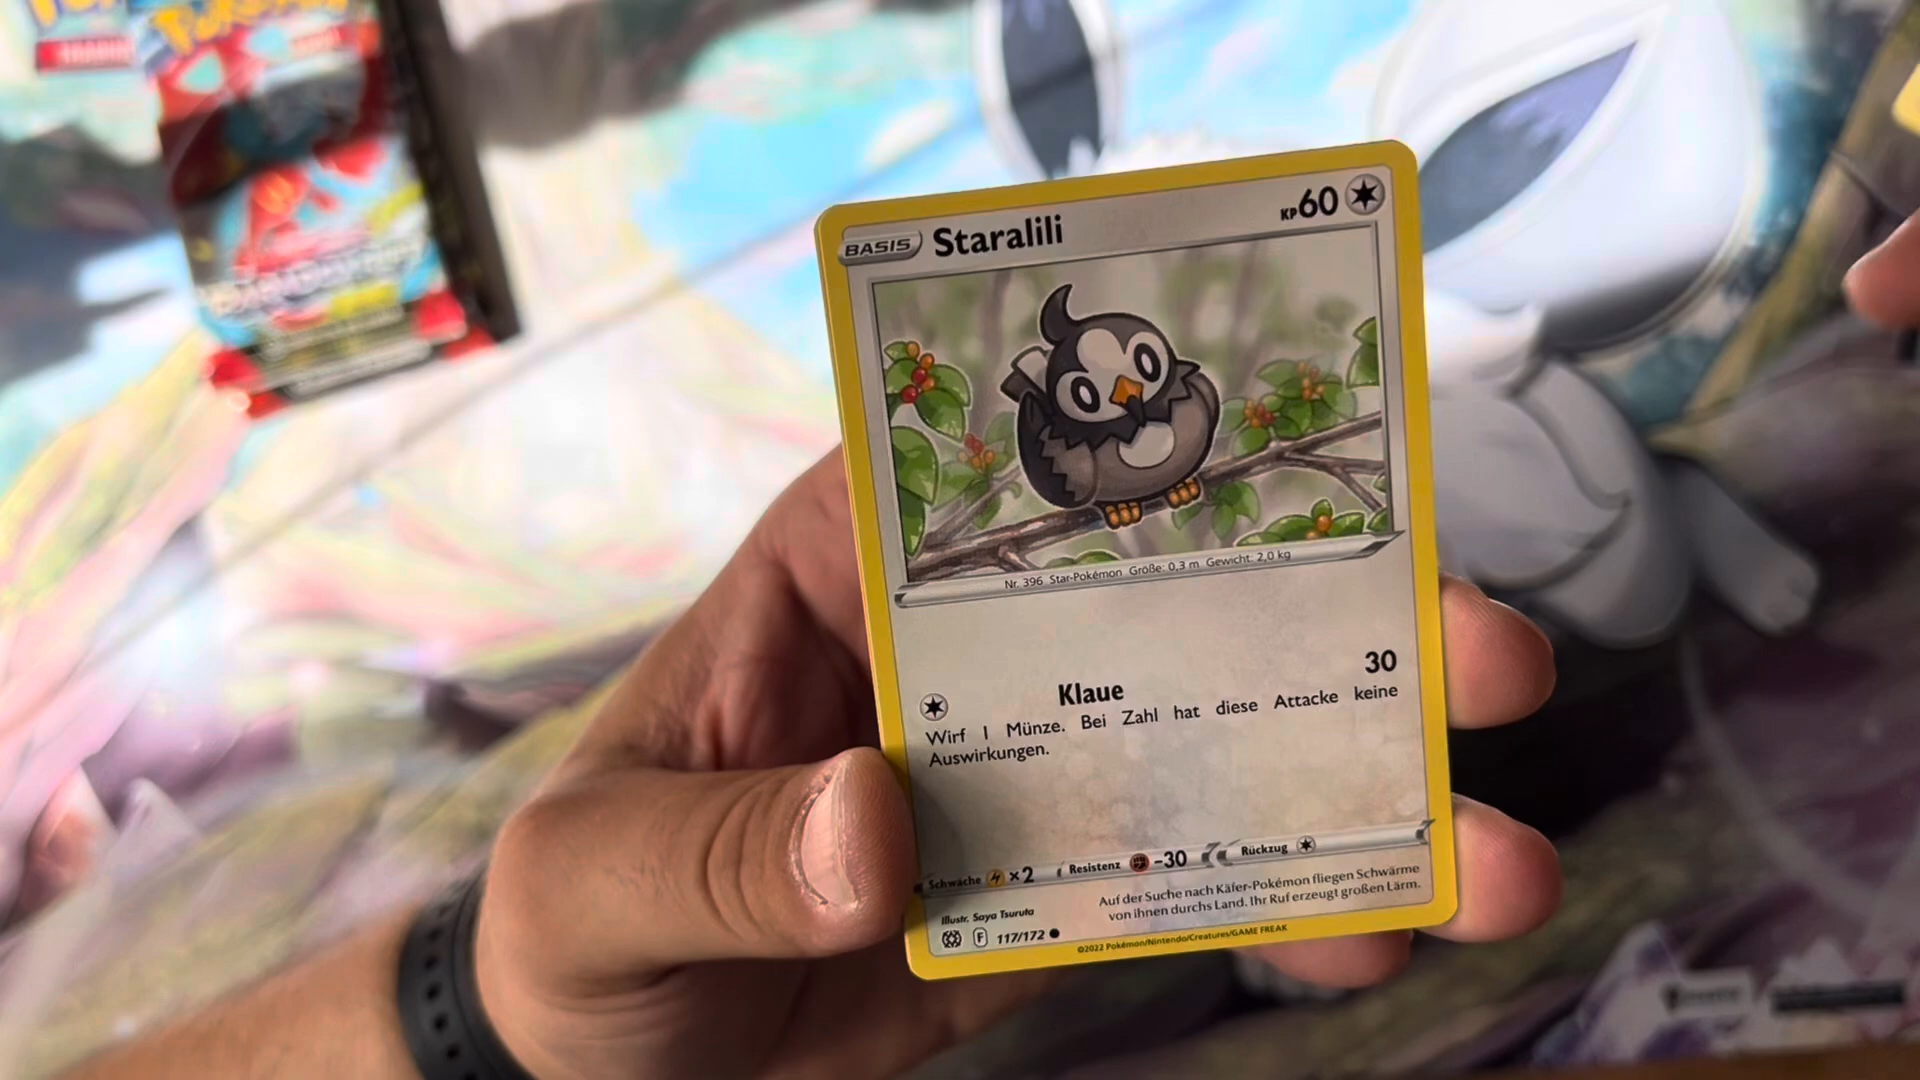 POKÉMON
BASIS Staralili KP60
Nr. 396 Star-Pokémon Größe: 0,3 m Gewicht: 2,0 kg
Klaue 30
Wirf 1 Münze. Bei Zahl hat diese Attacke keine
Auswirkungen.
Schwäche ×2 Resistenz -30 Rückzug
Auf der Suche nach Käfer-Pokémon fliegen Schwärme
von ihnen durchs Land. Ihr Ruf erzeugt großen Lärm.
Illustr. Saya Tsuruta
F 117/172
©2022 Pokémon/Nintendo/Creatures/GAME FREAK